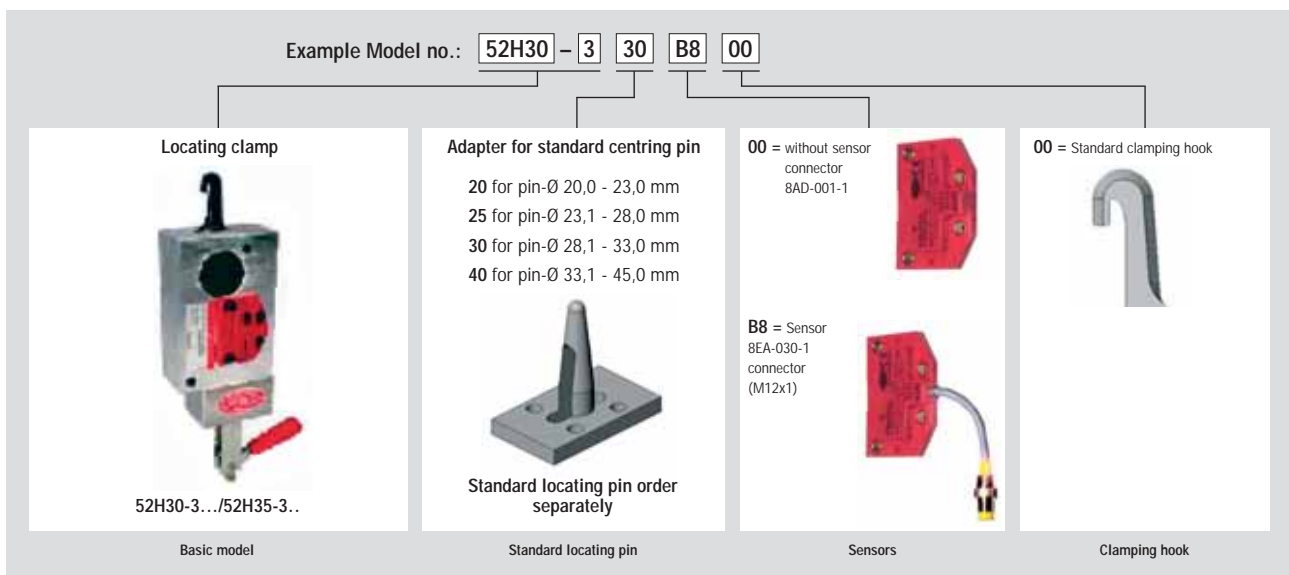 Example Model no.: 52H30 – 3 30 B8 00
Locating clamp
52H30-3…/52H35-3..
Basic model
Adapter for standard centring pin
20 for pin-Ø 20,0 - 23,0 mm
25 for pin-Ø 23,1 - 28,0 mm
30 for pin-Ø 28,1 - 33,0 mm
40 for pin-Ø 33,1 - 45,0 mm
Standard locating pin order
separately
Standard locating pin
00 = without sensor
connector
8AD-001-1
B8 = Sensor
8EA-030-1
connector
(M12x1)
Sensors
00 = Standard clamping hook
Clamping hook